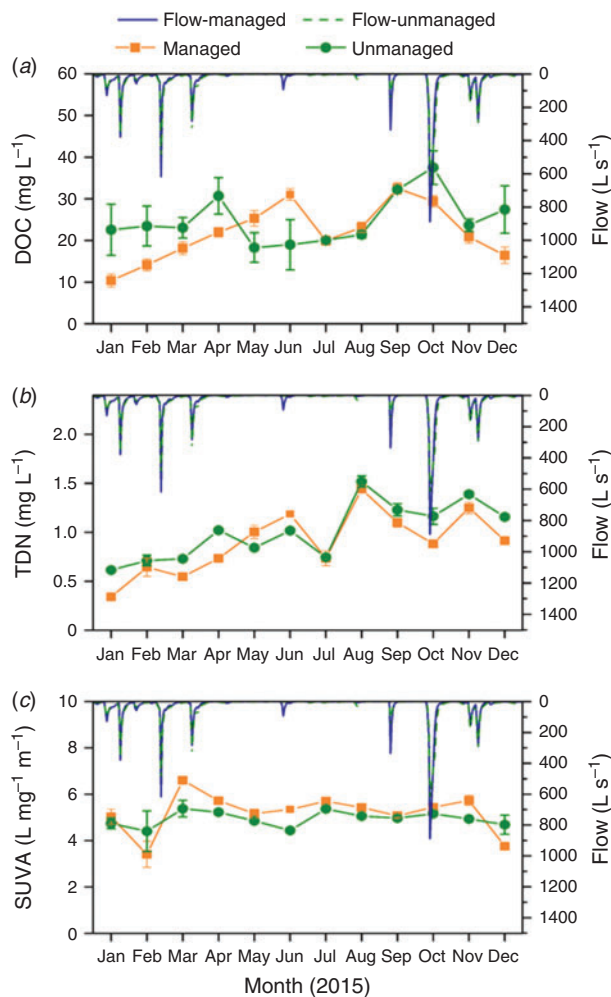 Flow-managed Flow-unmanaged
Managed Unmanaged
(a)
60 0
50 200
40 400
30 600
20 800
10 1000
0 1200
1400
DOC (mg L⁻¹)
Flow (L s⁻¹)
Jan Feb Mar Apr May Jun Jul Aug Sep Oct Nov Dec
(b)
2.0 0
1.5 200
1.0 400
0.5 600
0 800
1000
1200
1400
TDN (mg L⁻¹)
Flow (L s⁻¹)
Jan Feb Mar Apr May Jun Jul Aug Sep Oct Nov Dec
(c)
10 0
8 200
6 400
4 600
2 800
0 1000
1200
1400
SUVA (L mg⁻¹ m⁻¹)
Flow (L s⁻¹)
Jan Feb Mar Apr May Jun Jul Aug Sep Oct Nov Dec
Month (2015)